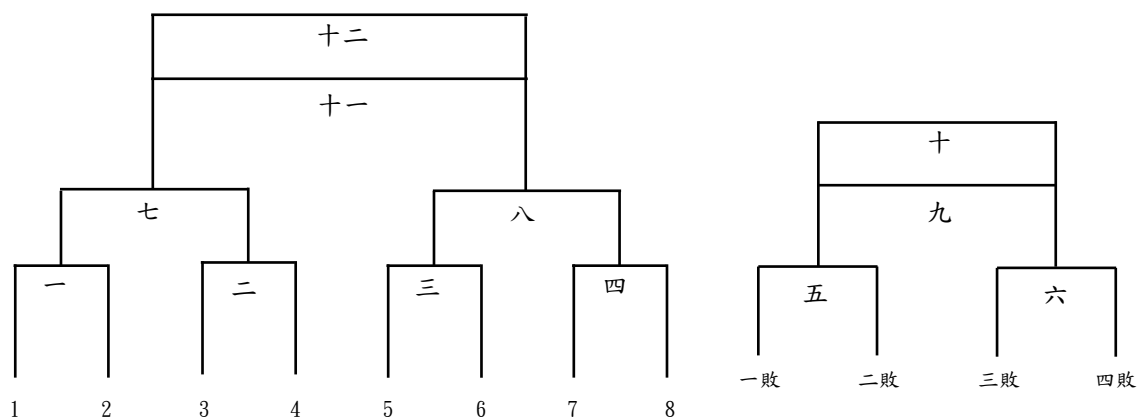 十二
十一
十
七 八 九
一 二 三 四 五 六
一敗 二敗 三敗 四敗
1 2 3 4 5 6 7 8